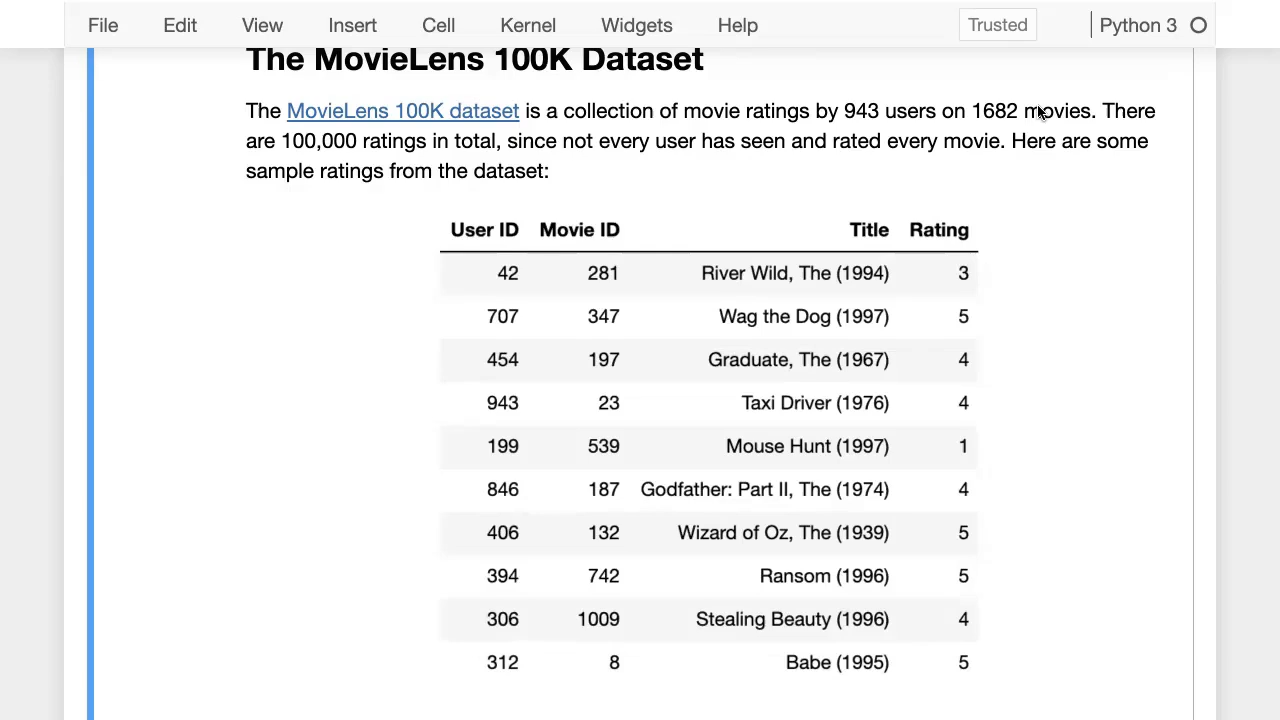 File Edit View Insert Cell Kernel Widgets Help Trusted Python 3
The MovieLens 100K Dataset
The MovieLens 100K dataset is a collection of movie ratings by 943 users on 1682 movies. There
are 100,000 ratings in total, since not every user has seen and rated every movie. Here are some
sample ratings from the dataset:
User ID Movie ID Title Rating
42 281 River Wild, The (1994) 3
707 347 Wag the Dog (1997) 5
454 197 Graduate, The (1967) 4
943 23 Taxi Driver (1976) 4
199 539 Mouse Hunt (1997) 1
846 187 Godfather: Part II, The (1974) 4
406 132 Wizard of Oz, The (1939) 5
394 742 Ransom (1996) 5
306 1009 Stealing Beauty (1996) 4
312 8 Babe (1995) 5